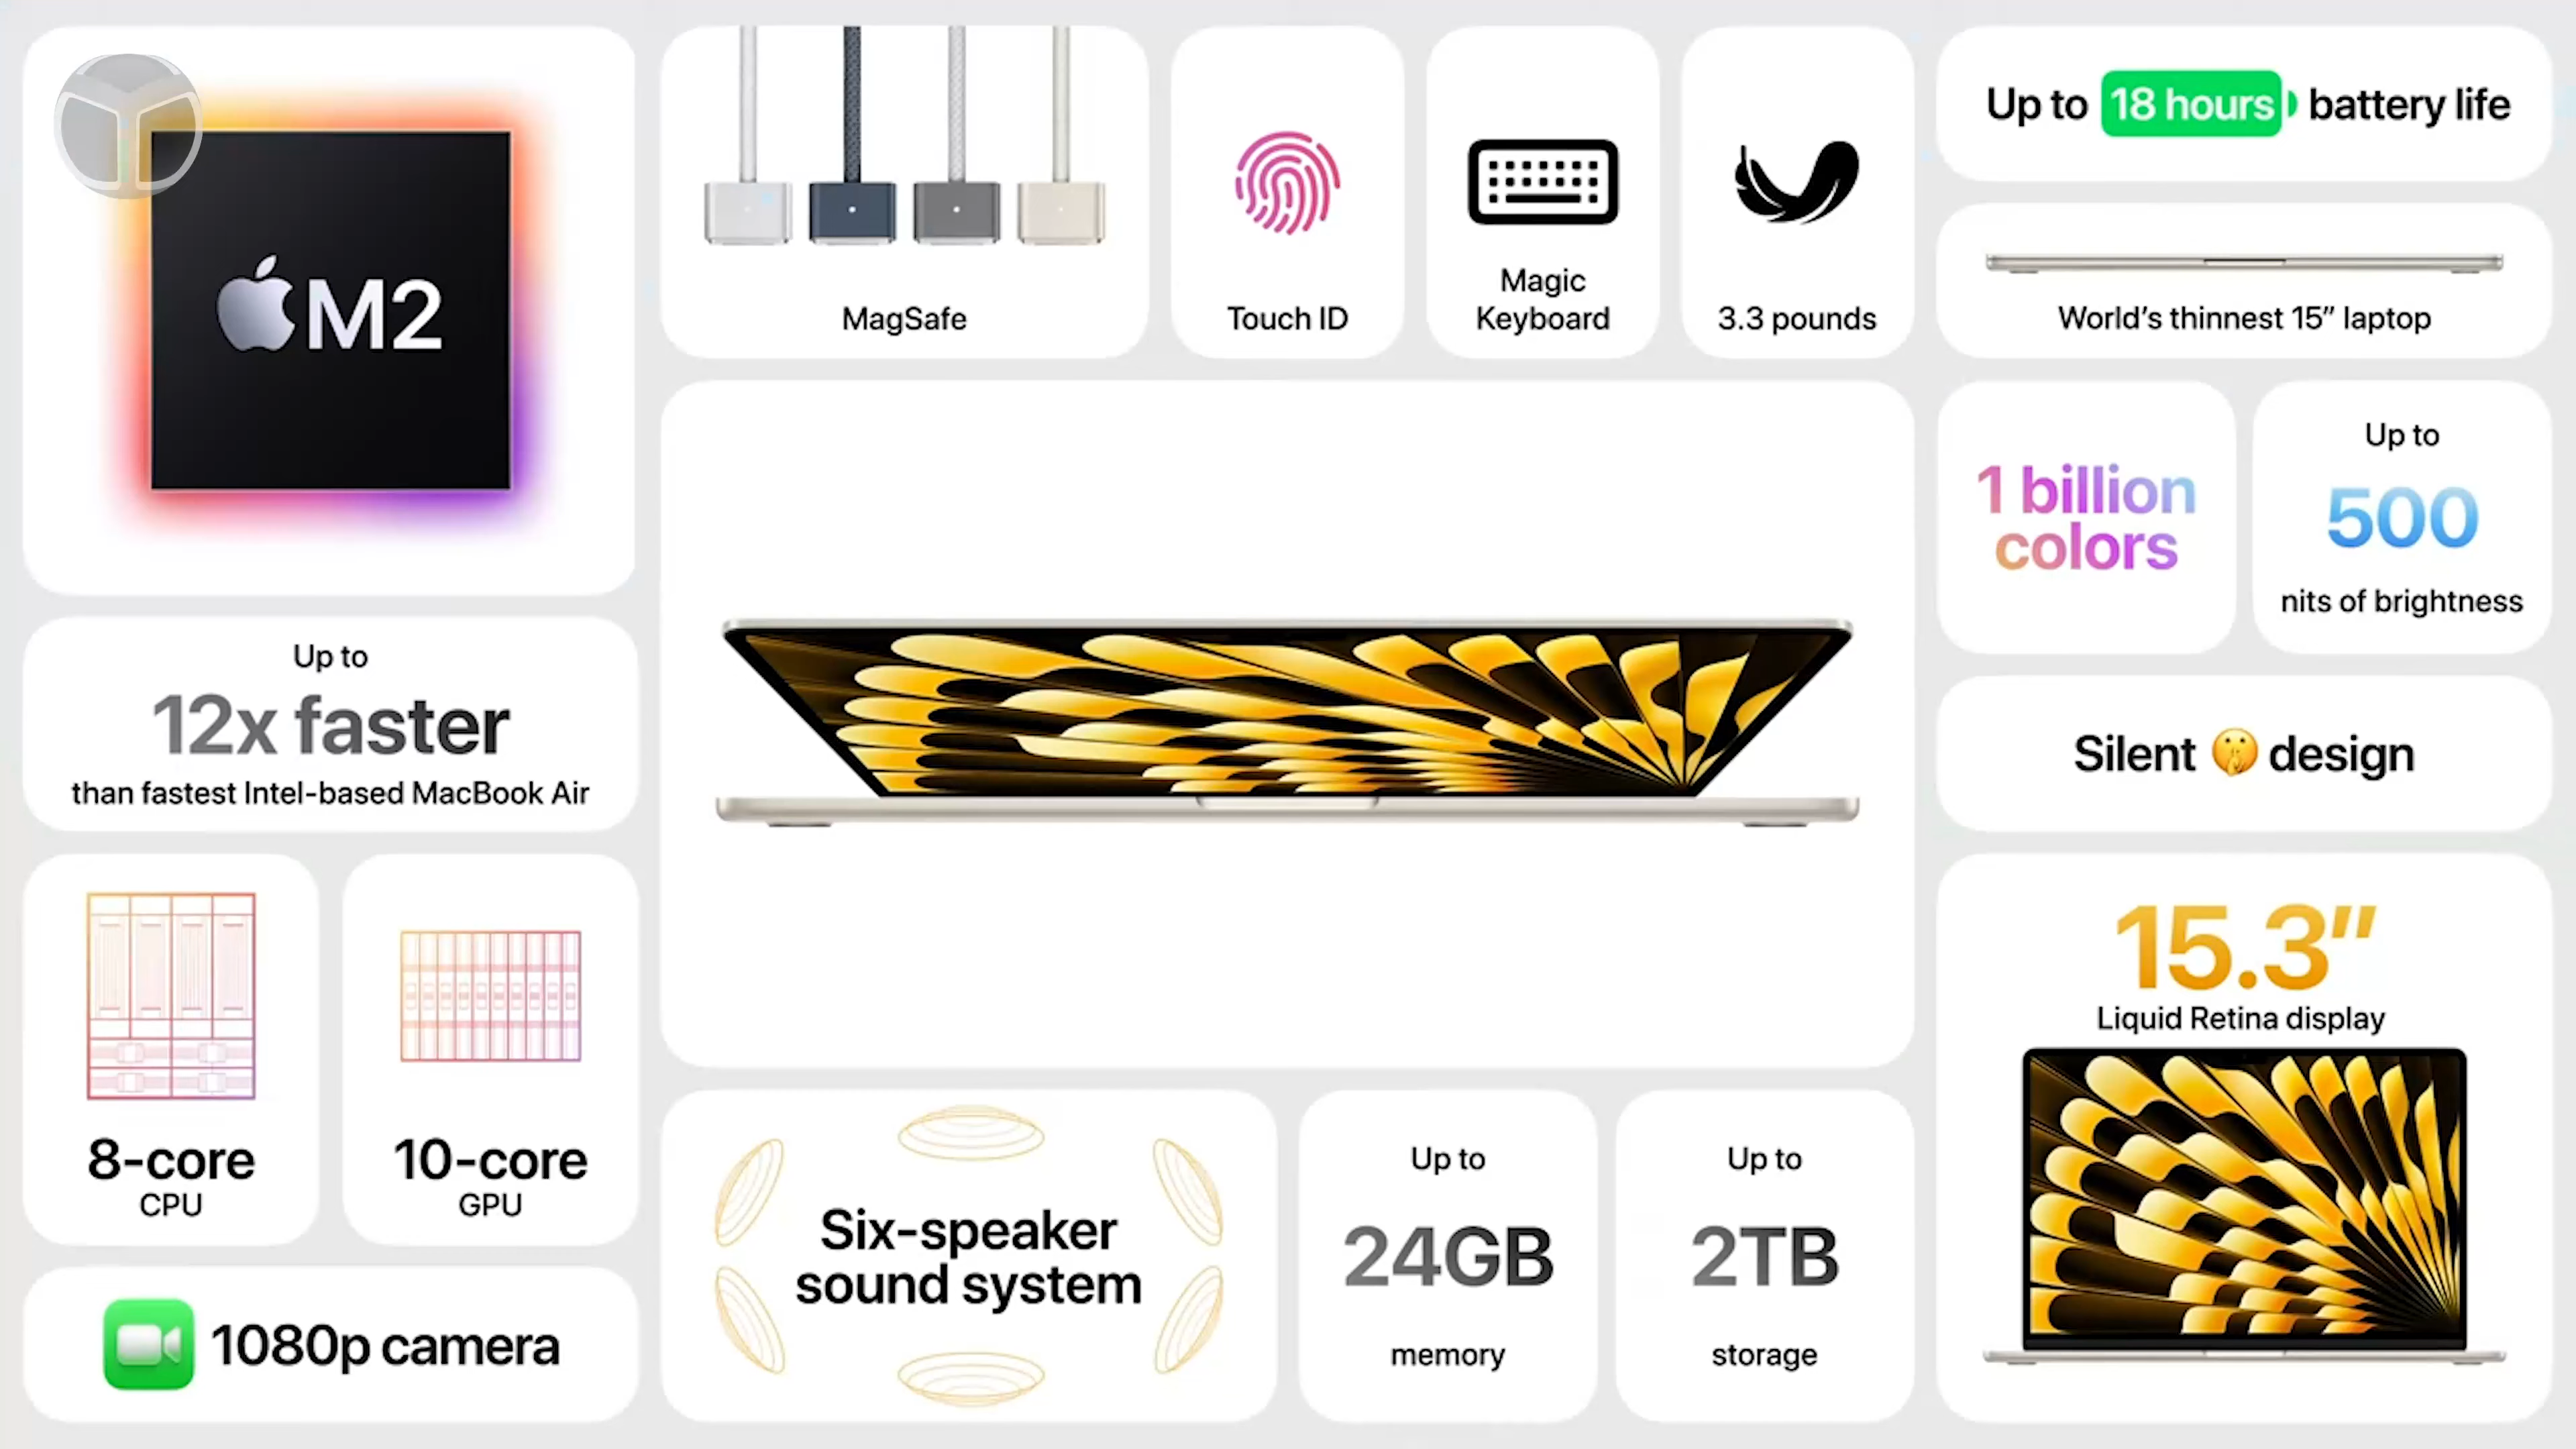 M2
MagSafe
Touch ID
Magic
Keyboard
3.3 pounds
Up to 18 hours battery life
World's thinnest 15" laptop
1 billion
colors
Up to
500
nits of brightness
Up to
12x faster
than fastest Intel-based MacBook Air
Silent 🤫 design
8-core
CPU
10-core
GPU
15.3"
Liquid Retina display
1080p camera
Six-speaker
sound system
Up to
24GB
memory
Up to
2TB
storage